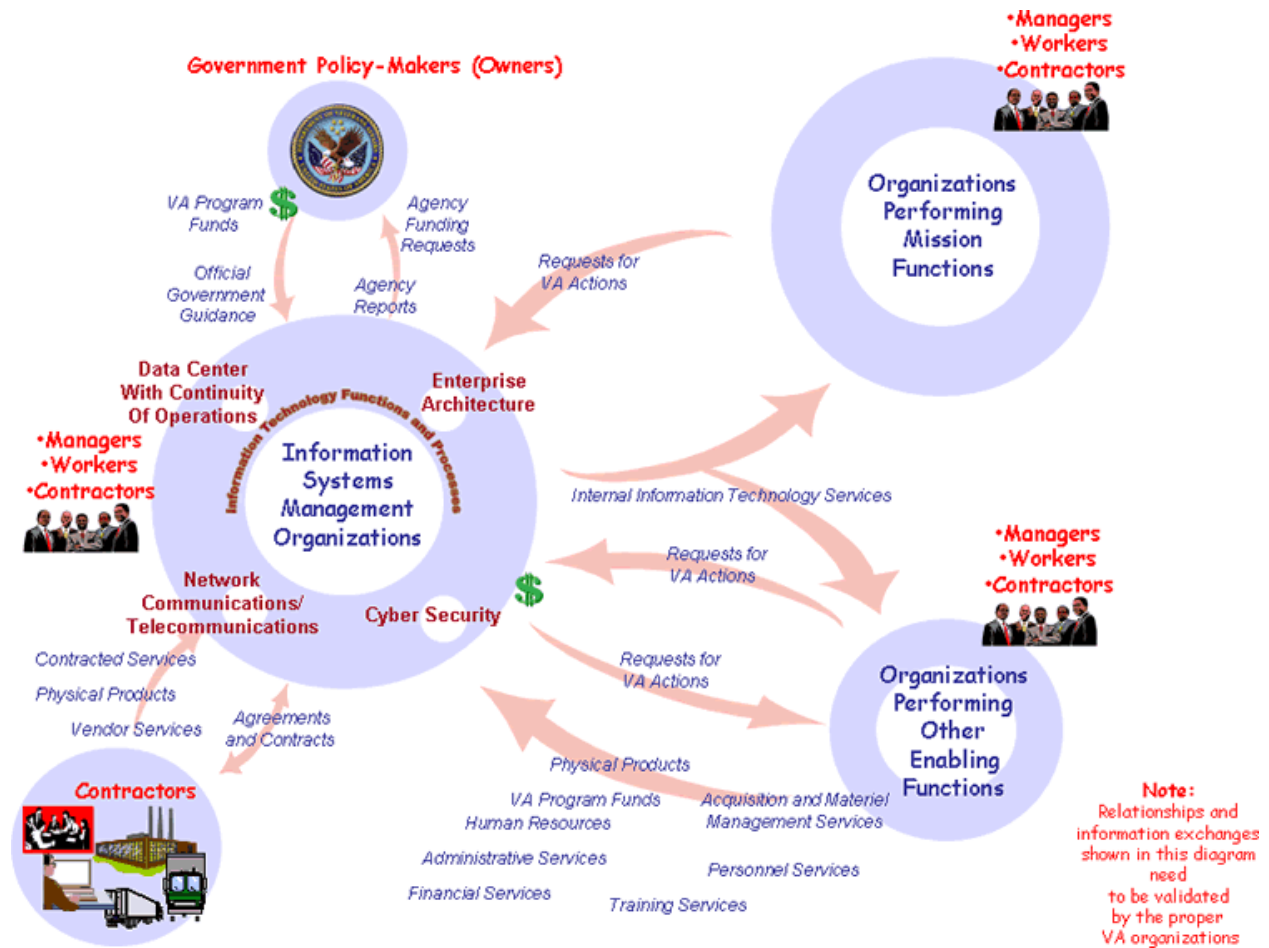 •Managers
•Workers
•Contractors
Government Policy-Makers (Owners)
Organizations
Performing
Mission
Functions
VA Program
Funds
$
Agency
Funding
Requests
Official
Government
Guidance
Agency
Reports
Requests for
VA Actions
Data Center
With Continuity
Of Operations
Enterprise
Architecture
Information Technology Functions and Processes
•Managers
•Workers
•Contractors
Information
Systems
Management
Organizations
Internal Information Technology Services
Requests for
VA Actions
•Managers
•Workers
•Contractors
Network
Communications/
Telecommunications
Cyber Security
$
Contracted Services
Physical Products
Vendor Services
Agreements
and Contracts
Requests for
VA Actions
Organizations
Performing
Other
Enabling
Functions
Contractors
Physical Products
VA Program Funds
Human Resources
Acquisition and Materiel
Management Services
Administrative Services
Personnel Services
Financial Services
Training Services
Note:
Relationships and
information exchanges
shown in this diagram
need
to be validated
by the proper
VA organizations